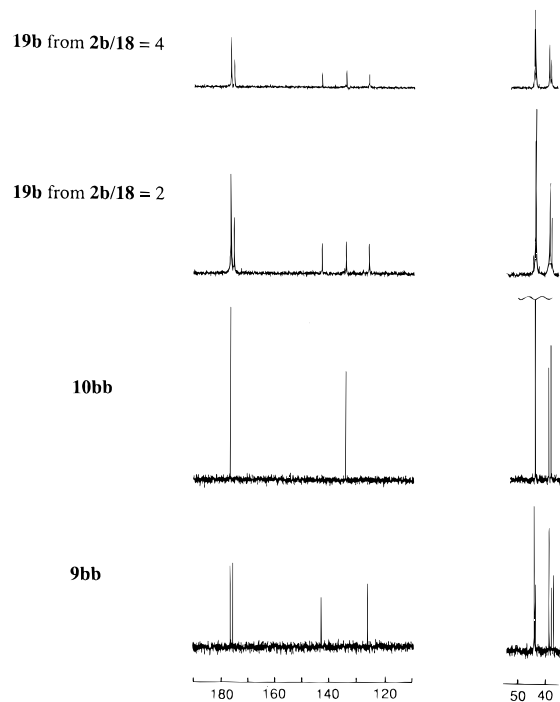 19b from 2b/18 = 4
19b from 2b/18 = 2
10bb
9bb
180 160 140 120 50 40